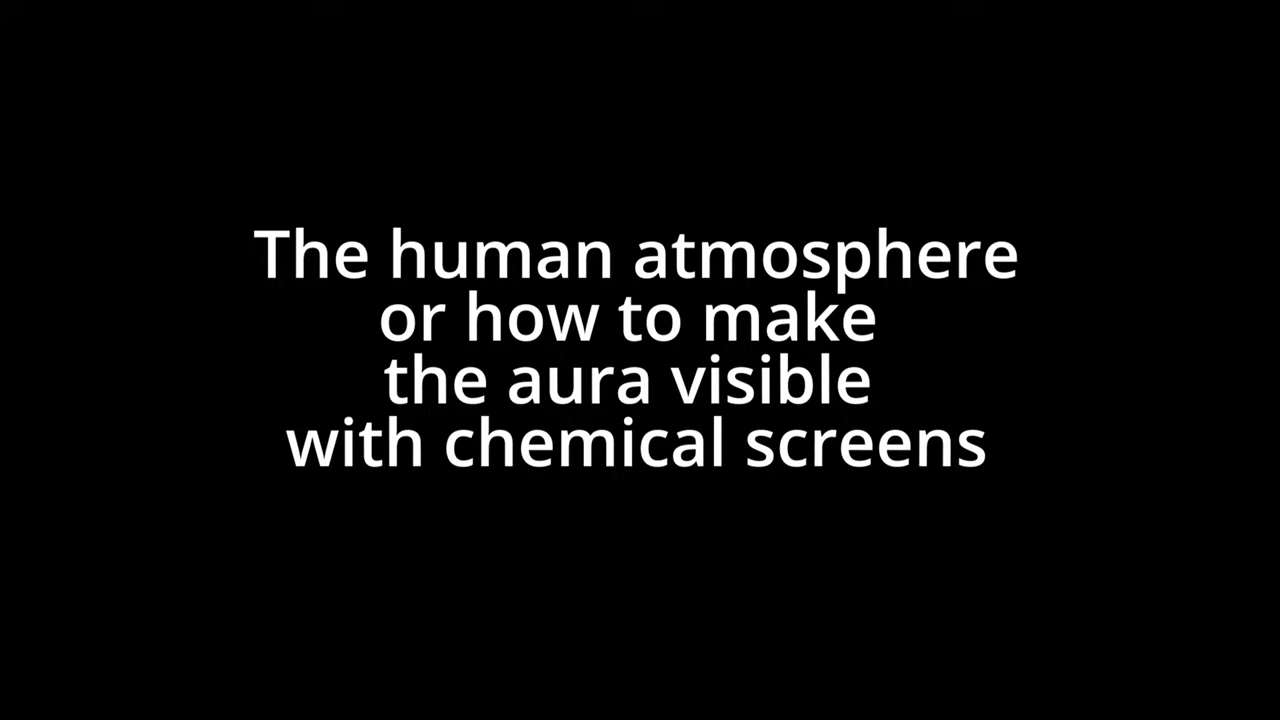 The human atmosphere
or how to make
the aura visible
with chemical screens